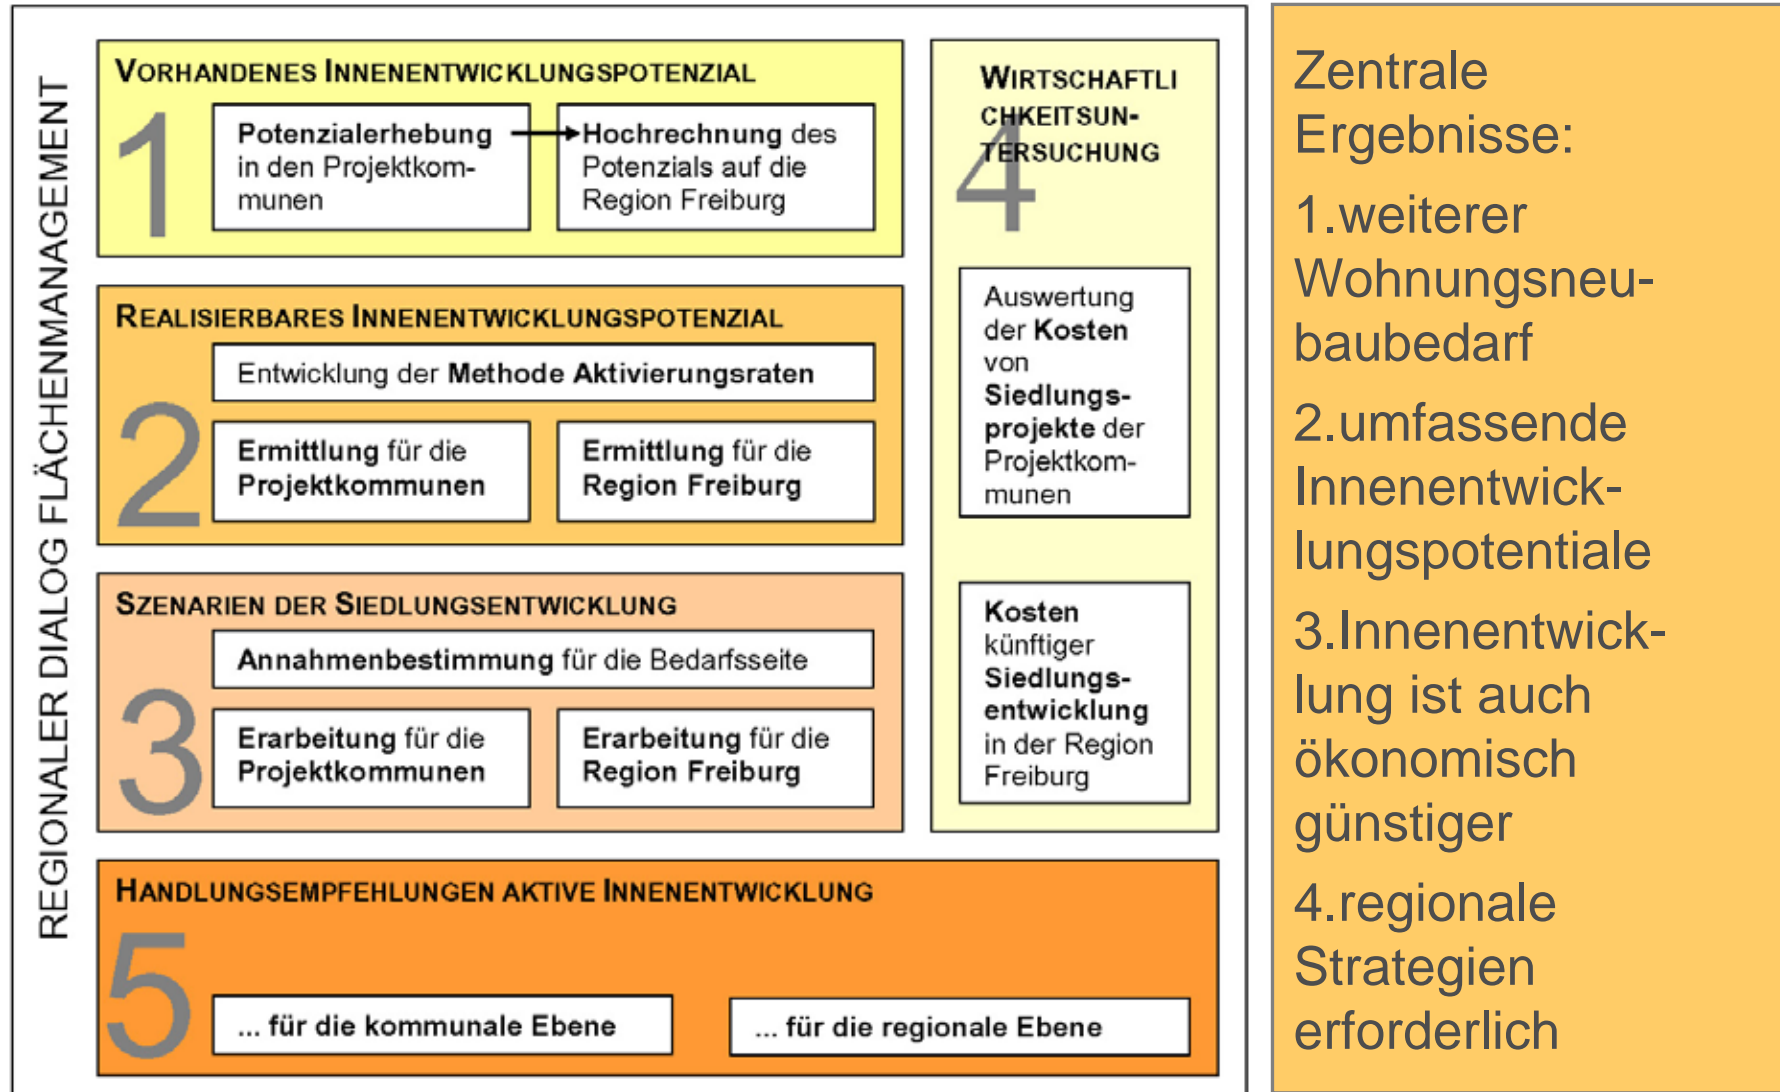 REGIONALER DIALOG FLÄCHENMANAGEMENT
VORHANDENES INNENENTWICKLUNGSPOTENZIAL
1
Potenzialerhebung
in den Projektkom-
munen
Hochrechnung des
Potenzials auf die
Region Freiburg
REALISIERBARES INNENENTWICKLUNGSPOTENZIAL
2
Entwicklung der Methode Aktivierungsraten
Ermittlung für die
Projektkommunen
Ermittlung für die
Region Freiburg
SZENARIEN DER SIEDLUNGSENTWICKLUNG
3
Annahmenbestimmung für die Bedarfsseite
Erarbeitung für die
Projektkommunen
Erarbeitung für die
Region Freiburg
WIRTSCHAFTLI
CHKEITSUN-
TERSUCHUNG
4
Auswertung
der Kosten
von
Siedlungs-
projekte der
Projektkom-
munen
Kosten
künftiger
Siedlungs-
entwicklung
in der Region
Freiburg
HANDLUNGSEMPFEHLUNGEN AKTIVE INNENENTWICKLUNG
5
... für die kommunale Ebene
... für die regionale Ebene
Zentrale
Ergebnisse:
1.weiterer
Wohnungsneu-
baubedarf
2.umfassende
Innenentwick-
lungspotentiale
3.Innenentwick-
lung ist auch
ökonomisch
günstiger
4.regionale
Strategien
erforderlich